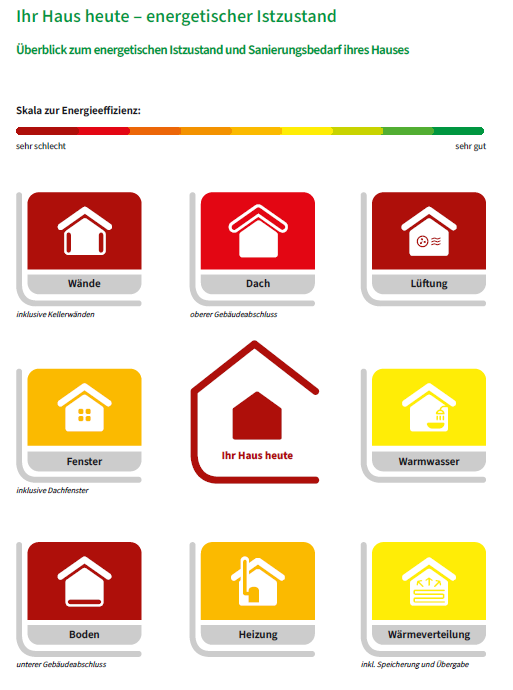 Ihr Haus heute – energetischer Istzustand
Überblick zum energetischen Istzustand und Sanierungsbedarf ihres Hauses
Skala zur Energieeffizienz:
sehr schlecht
sehr gut
Wände
Dach
Lüftung
inklusive Kellerwänden
oberer Gebäudeabschluss
Ihr Haus heute
Fenster
Warmwasser
inklusive Dachfenster
Boden
Heizung
Wärmeverteilung
unterer Gebäudeabschluss
inkl. Speicherung und Übergabe